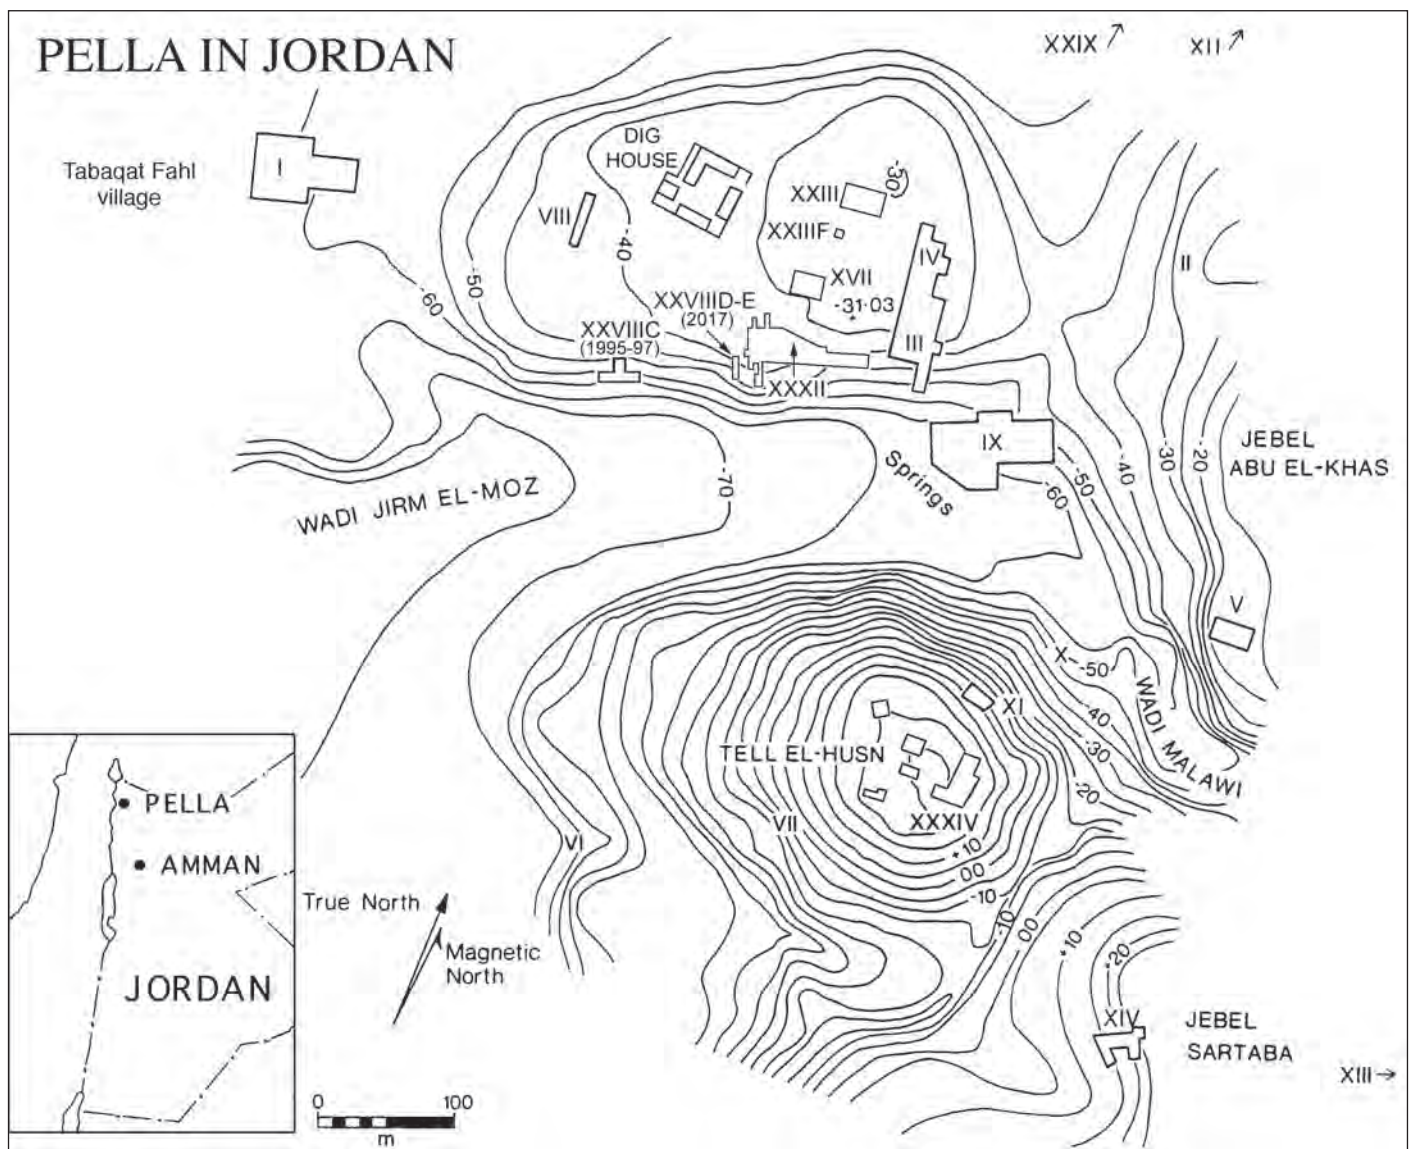 PELLA IN JORDAN
XXIX
XII
I
Tabaqat Fahl
village
DIG
HOUSE
VIII
XXIII
-30
XXIIIF
IV
II
-40
-50
-60
XVII
-31·03
XXVIIID-E
(2017)
XXVIIIC
(1995-97)
III
XXXII
IX
JEBEL
ABU EL-KHAS
-20
-30
-40
-50
-60
Springs
-70
WADI JIRM EL-MOZ
V
X
-50
WADI MALAWI
XI
-40
-30
-20
TELL EL-HUSN
XXXIV
VII
VI
+10
00
-10
-10
00
+10
+20
PELLA
AMMAN
JORDAN
True North
Magnetic
North
XIV
JEBEL
SARTABA
XIII
0
100
m